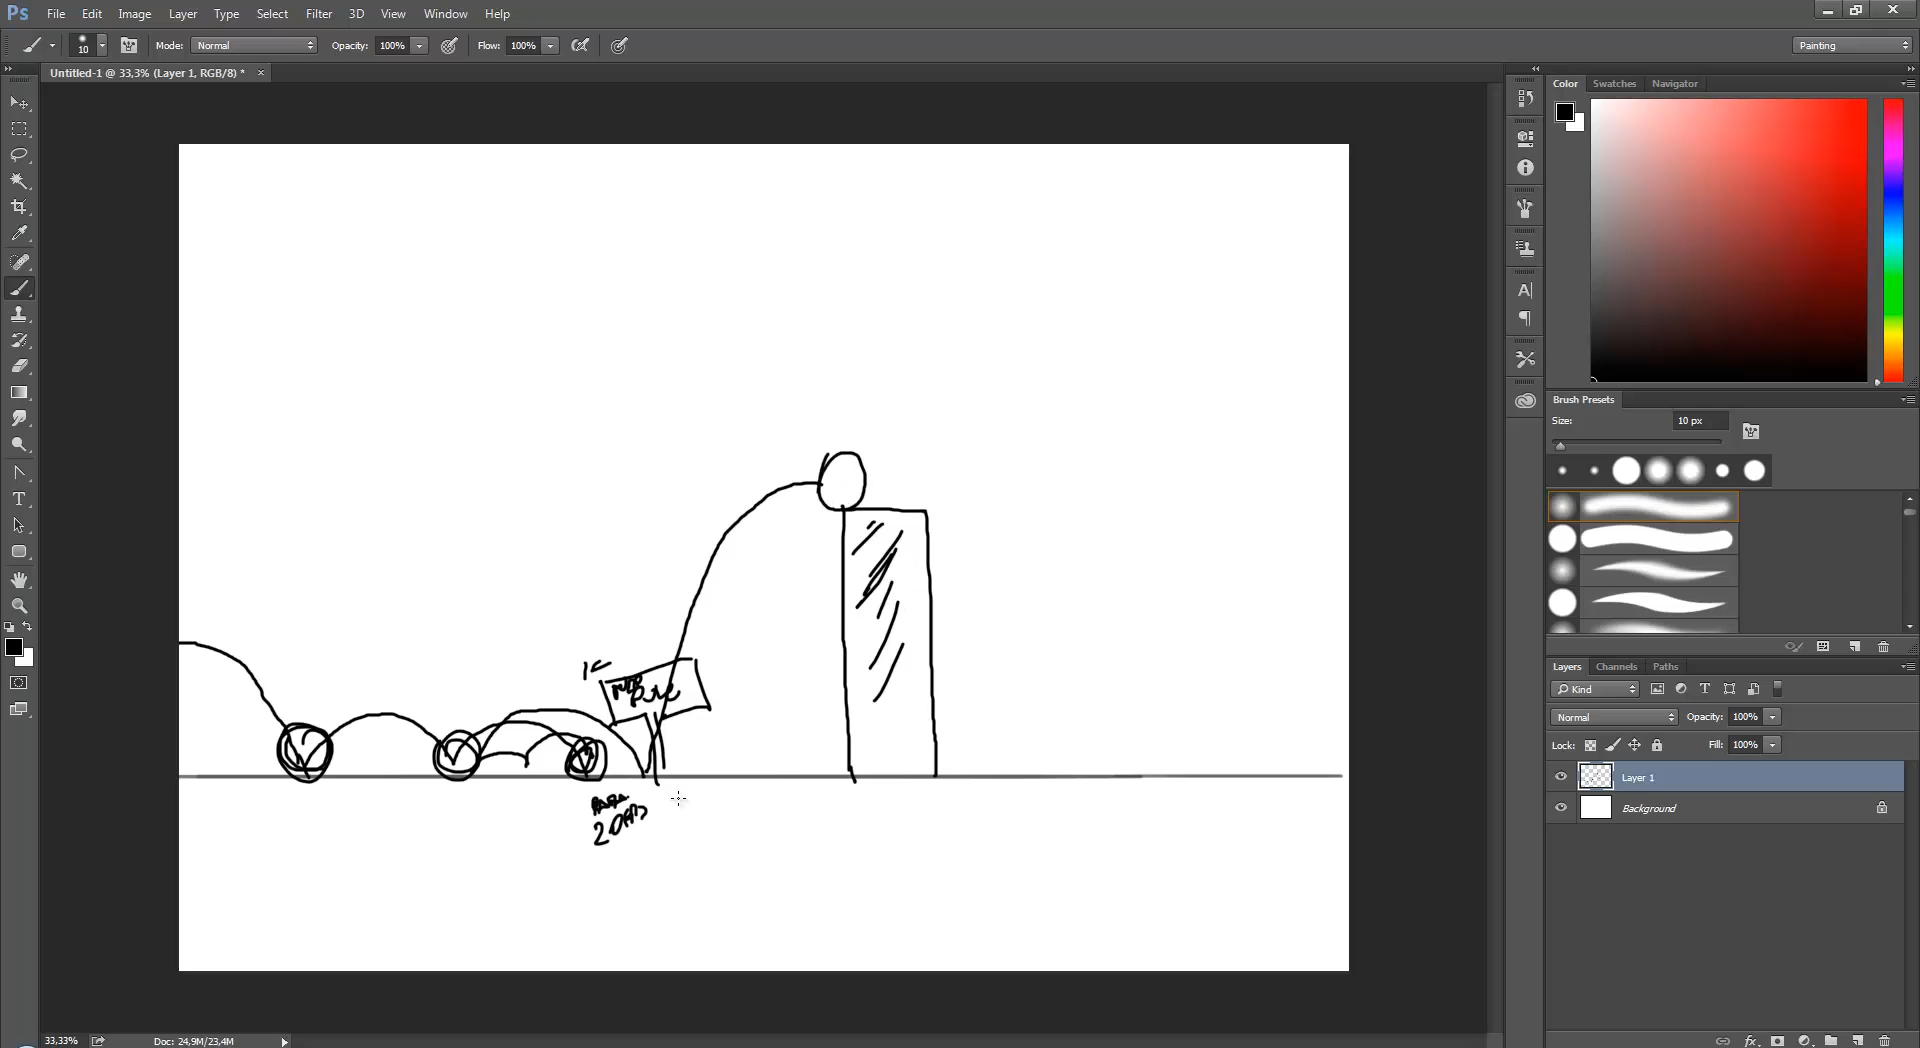 Ps File Edit Image Layer Type Select Filter 3D View Window Help
10 Mode: Normal Opacity: 100% Flow: 100% Painting
Untitled-1 @ 33,3% (Layer 1, RGB/8) * ×
Color Swatches Navigator
Brush Presets
Size: 10 px
Layers Channels Paths
Kind
Normal Opacity: 100%
Lock: Fill: 100%
Layer 1
Background
33,33% Doc: 24,9M/23,4M